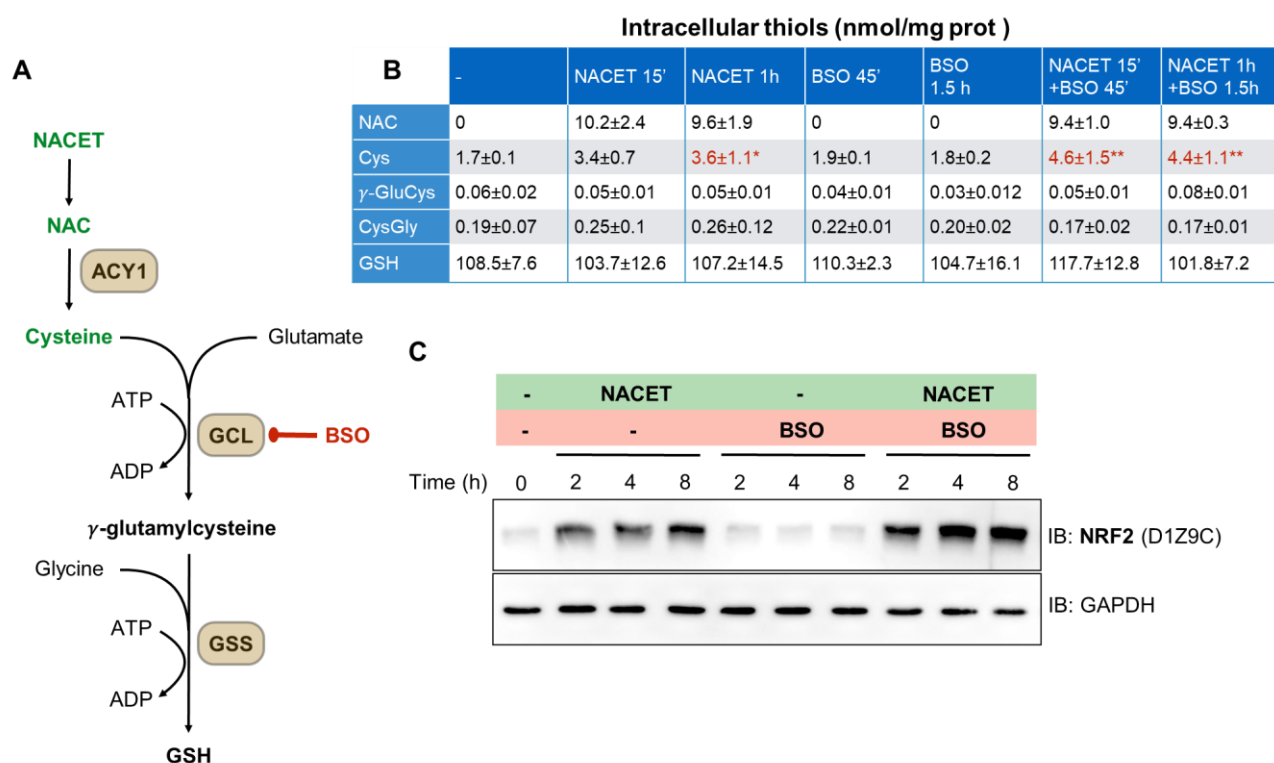 Intracellular thiols (nmol/mg prot )
A
NACET
NAC
ACY1
Cysteine
Glutamate
ATP
GCL
BSO
ADP
γ-glutamylcysteine
Glycine
ATP
GSS
ADP
GSH
B
- NACET 15' NACET 1h BSO 45' BSO 1.5 h NACET 15' +BSO 45' NACET 1h +BSO 1.5h
NAC 0 10.2±2.4 9.6±1.9 0 0 9.4±1.0 9.4±0.3
Cys 1.7±0.1 3.4±0.7 3.6±1.1* 1.9±0.1 1.8±0.2 4.6±1.5** 4.4±1.1**
γ-GluCys 0.06±0.02 0.05±0.01 0.05±0.01 0.04±0.01 0.03±0.012 0.05±0.01 0.08±0.01
CysGly 0.19±0.07 0.25±0.1 0.26±0.12 0.22±0.01 0.20±0.02 0.17±0.02 0.17±0.01
GSH 108.5±7.6 103.7±12.6 107.2±14.5 110.3±2.3 104.7±16.1 117.7±12.8 101.8±7.2
C
- NACET - NACET
- - BSO BSO
Time (h) 0 2 4 8 2 4 8 2 4 8
IB: NRF2 (D1Z9C)
IB: GAPDH